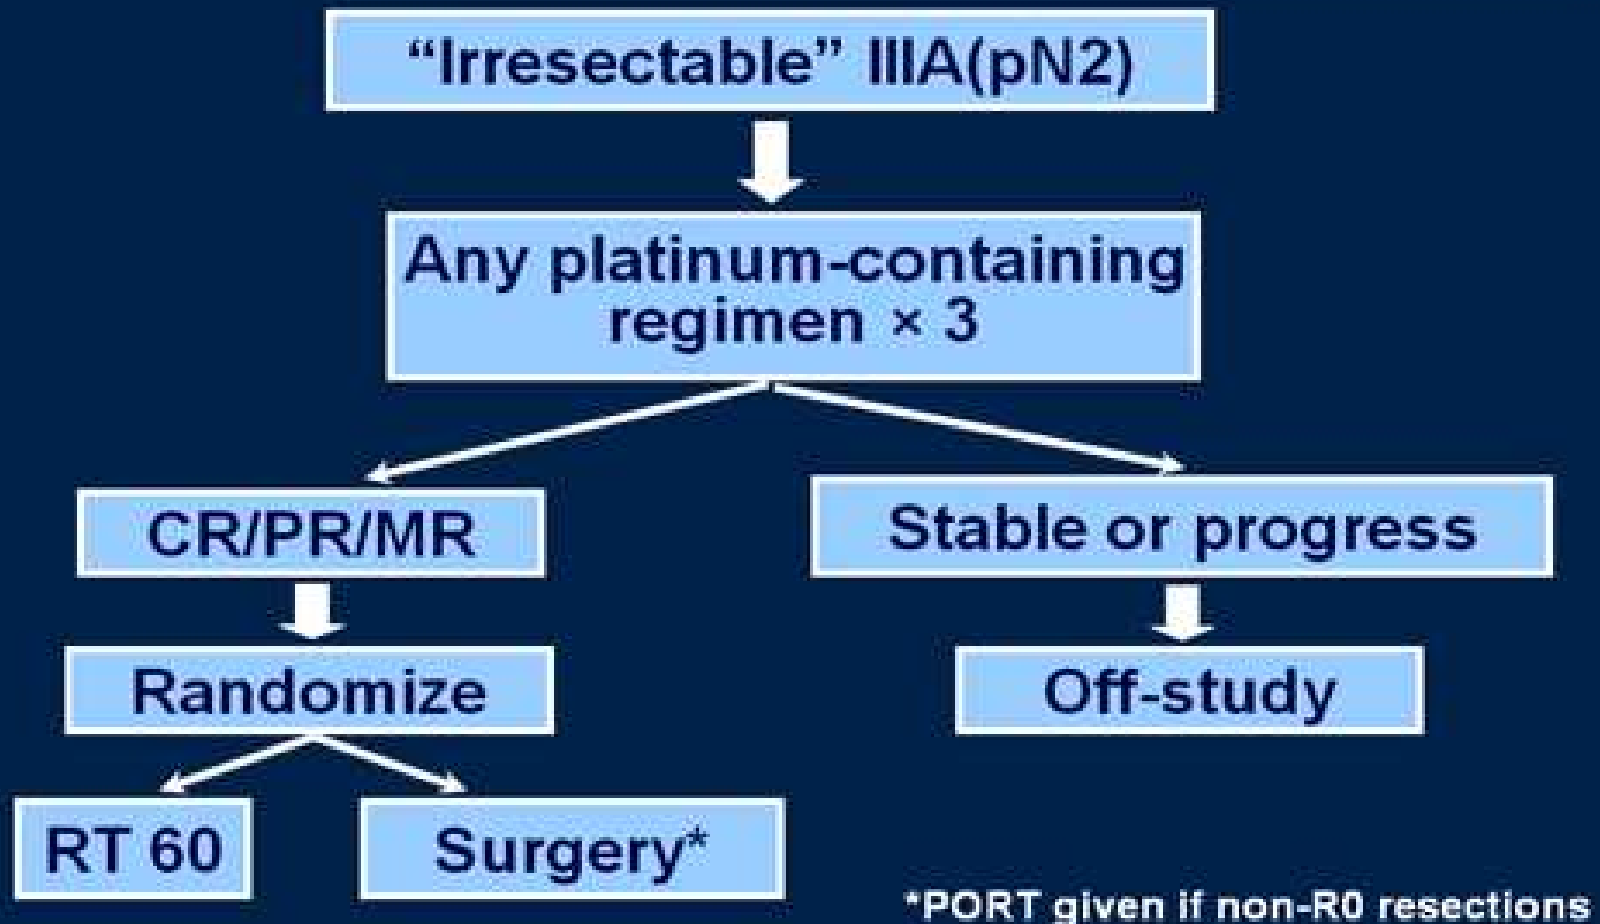 “Irresectable” IIIA(pN2)
Any platinum-containing
regimen × 3
CR/PR/MR
Stable or progress
Randomize
Off-study
RT 60
Surgery*
*PORT given if non-R0 resections